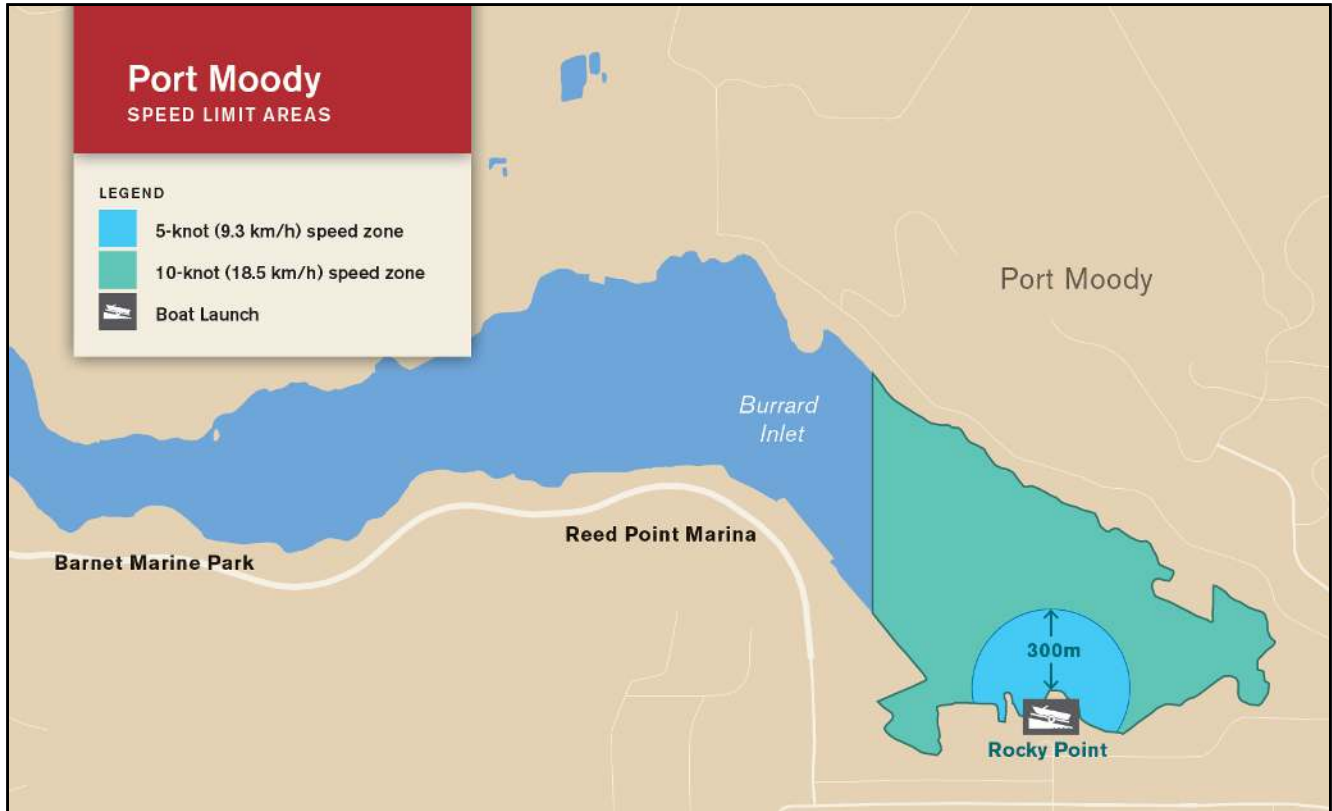 Port Moody
SPEED LIMIT AREAS
LEGEND
5-knot (9.3 km/h) speed zone
10-knot (18.5 km/h) speed zone
Boat Launch
Port Moody
Burrard
Inlet
Reed Point Marina
Barnet Marine Park
300m
Rocky Point